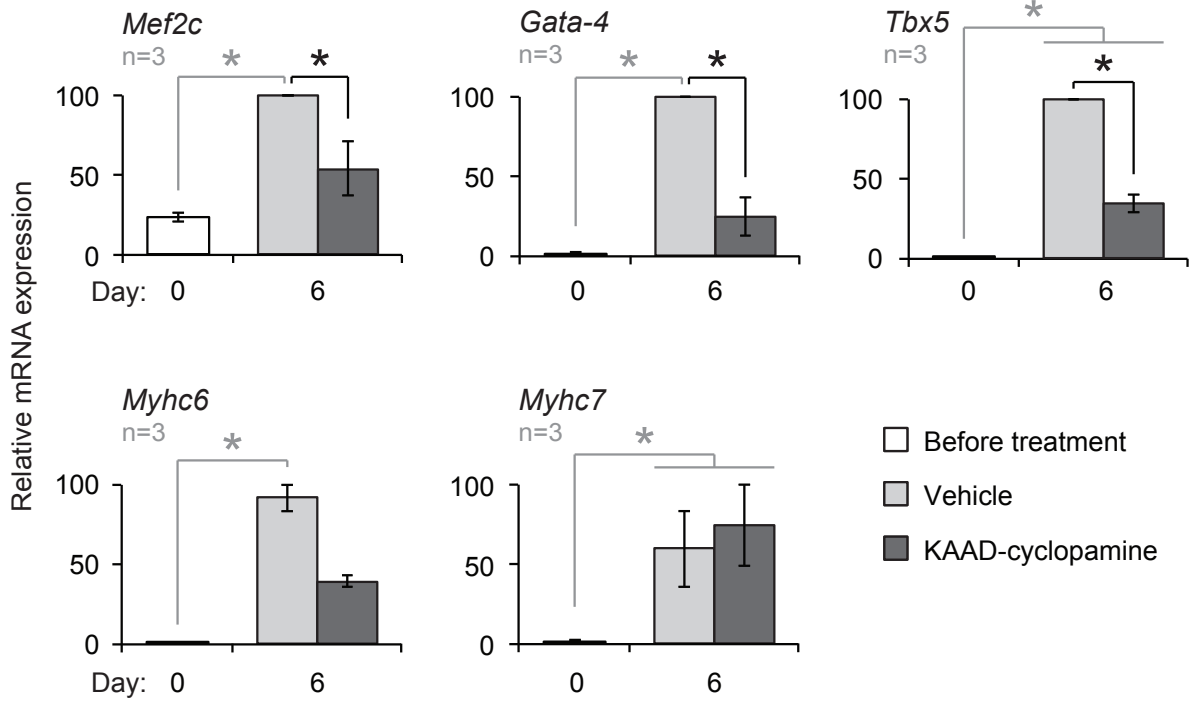 Relative mRNA expression
Mef2c
n=3
*
*
100
50
0
Day: 0 6
Gata-4
n=3
*
*
100
50
0
0 6
Tbx5
n=3
*
*
100
50
0
0 6
Myhc6
n=3
*
100
50
0
Day: 0 6
Myhc7
n=3
*
100
50
0
0 6
Before treatment
Vehicle
KAAD-cyclopamine